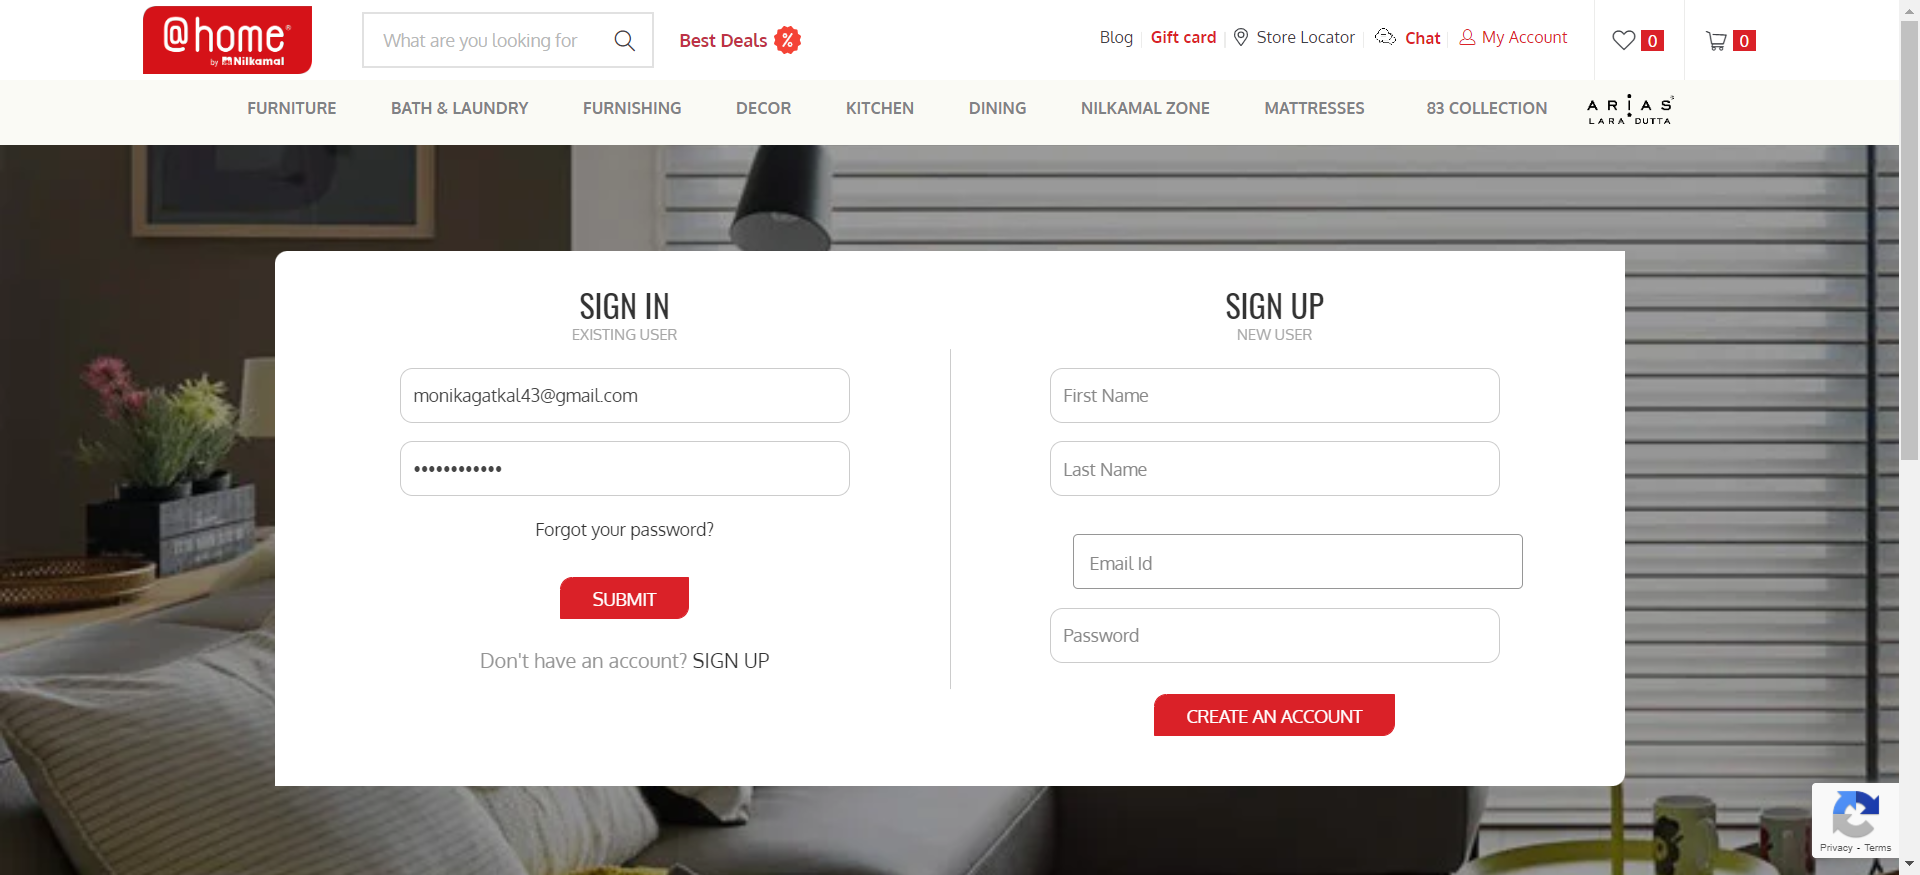 @home
by Nilkamal
What are you looking for
Best Deals %
Blog
Gift card
Store Locator
Chat
My Account
0
0
FURNITURE
BATH & LAUNDRY
FURNISHING
DECOR
KITCHEN
DINING
NILKAMAL ZONE
MATTRESSES
83 COLLECTION
ARIAS
LARA DUTTA
SIGN IN
EXISTING USER
monikagatkal43@gmail.com
••••••••••••
Forgot your password?
SUBMIT
Don't have an account? SIGN UP
SIGN UP
NEW USER
First Name
Last Name
Email Id
Password
CREATE AN ACCOUNT
Privacy - Terms